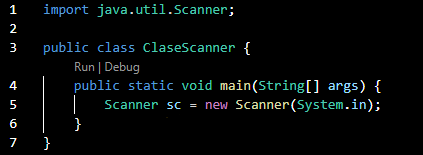 1 import java.util.Scanner;
2
3 public class ClaseScanner {
Run | Debug
4 public static void main(String[] args) {
5 Scanner sc = new Scanner(System.in);
6 }
7 }